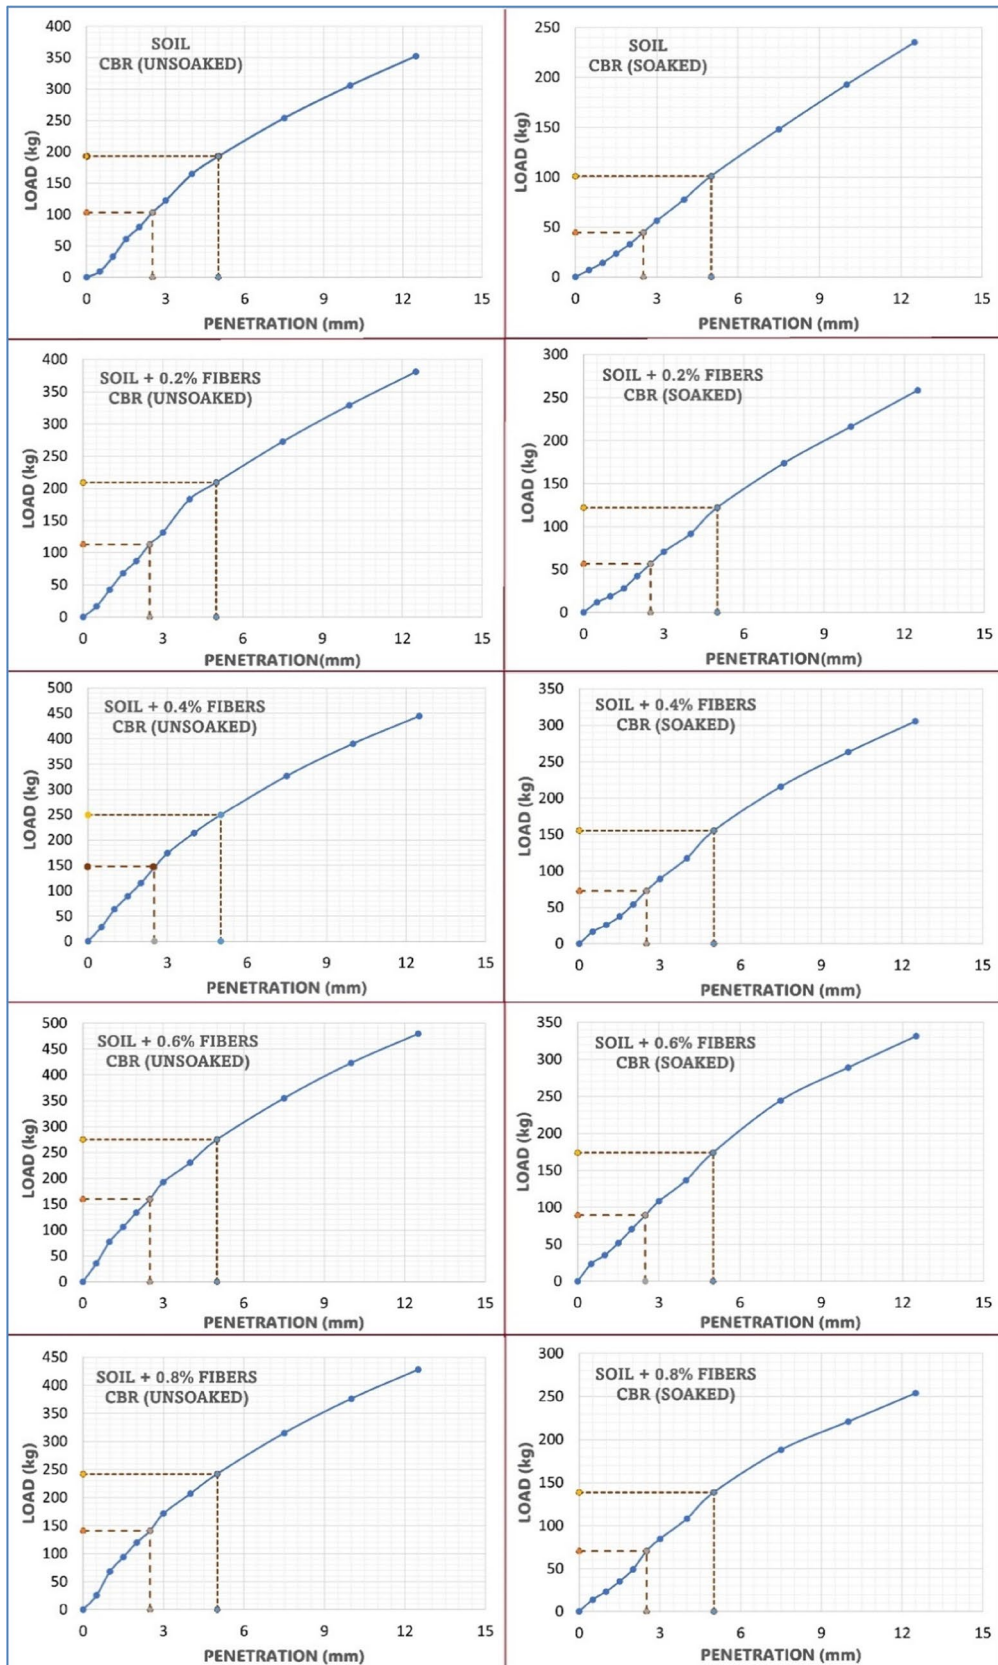 SOIL
CBR (UNSOAKED)
LOAD (kg)
400
350
300
250
200
150
100
50
0
0 3 6 9 12 15
PENETRATION (mm)
SOIL
CBR (SOAKED)
LOAD (kg)
250
200
150
100
50
0
0 3 6 9 12 15
PENETRATION (mm)
SOIL + 0.2% FIBERS
CBR (UNSOAKED)
LOAD (kg)
400
350
300
250
200
150
100
50
0
0 3 6 9 12 15
PENETRATION(mm)
SOIL + 0.2% FIBERS
CBR (SOAKED)
LOAD (kg)
300
250
200
150
100
50
0
0 3 6 9 12 15
PENETRATION(mm)
SOIL + 0.4% FIBERS
CBR (UNSOAKED)
LOAD (kg)
500
450
400
350
300
250
200
150
100
50
0
0 3 6 9 12 15
PENETRATION (mm)
SOIL + 0.4% FIBERS
CBR (SOAKED)
LOAD (kg)
350
300
250
200
150
100
50
0
0 3 6 9 12 15
PENETRATION (mm)
SOIL + 0.6% FIBERS
CBR (UNSOAKED)
LOAD (kg)
500
450
400
350
300
250
200
150
100
50
0
0 3 6 9 12 15
PENETRATION (mm)
SOIL + 0.6% FIBERS
CBR (SOAKED)
LOAD (kg)
350
300
250
200
150
100
50
0
0 3 6 9 12 15
PENETRATION (mm)
SOIL + 0.8% FIBERS
CBR (UNSOAKED)
LOAD (kg)
450
400
350
300
250
200
150
100
50
0
0 3 6 9 12 15
PENETRATION (mm)
SOIL + 0.8% FIBERS
CBR (SOAKED)
LOAD (kg)
300
250
200
150
100
50
0
0 3 6 9 12 15
PENETRATION (mm)